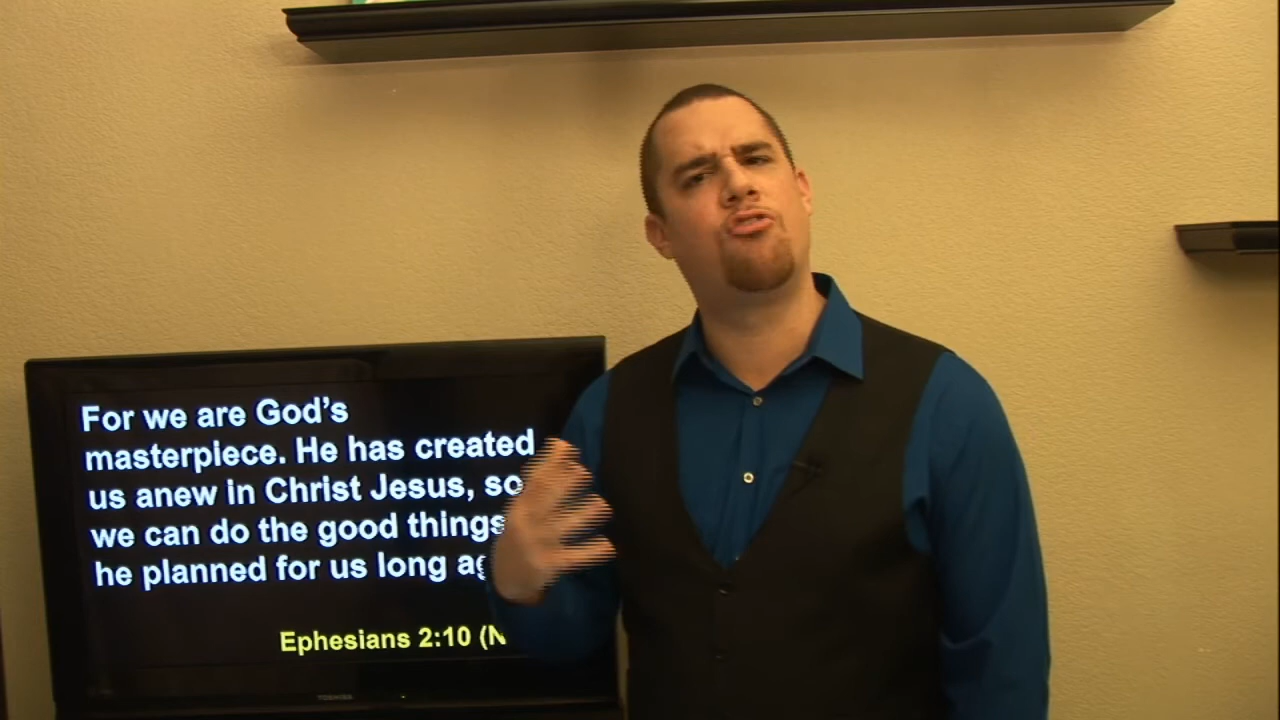 For we are God's
masterpiece. He has created
us anew in Christ Jesus, so
we can do the good things
he planned for us long
Ephesians 2:10 (N
TOSHIBA